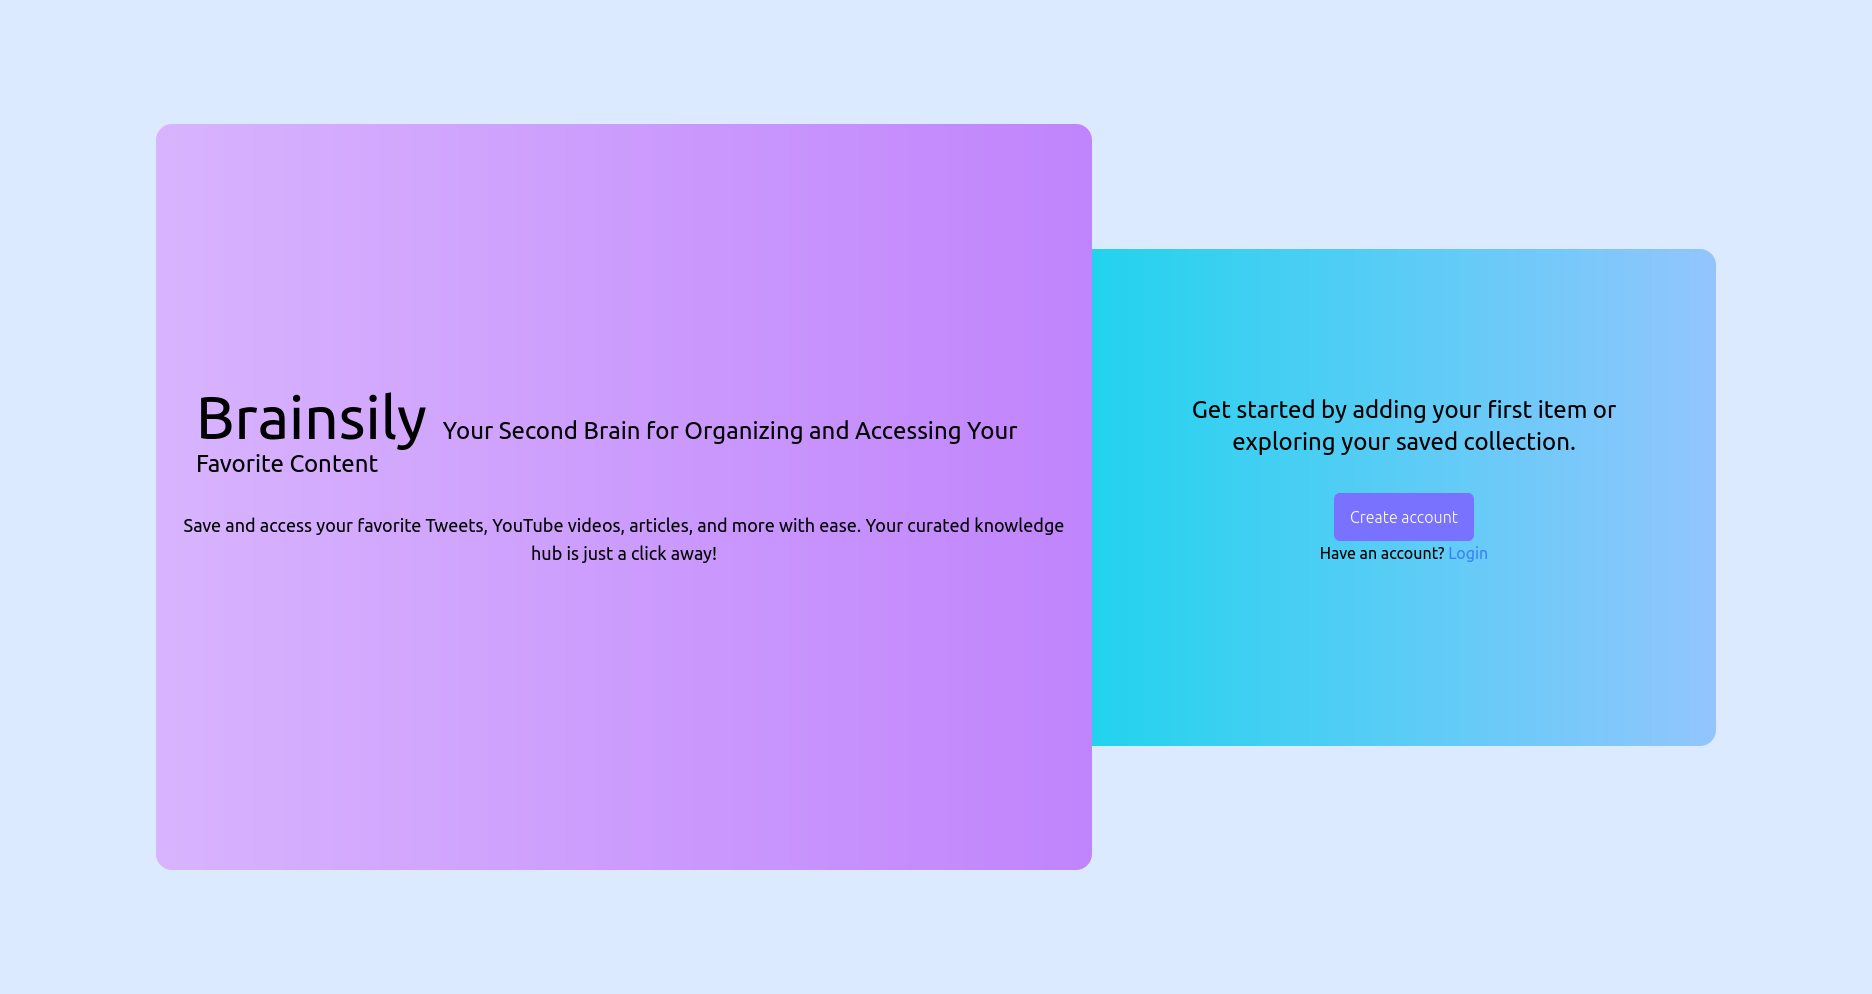 Brainsily Your Second Brain for Organizing and Accessing Your
Favorite Content
Save and access your favorite Tweets, YouTube videos, articles, and more with ease. Your curated knowledge
hub is just a click away!
Get started by adding your first item or
exploring your saved collection.
Create account
Have an account? Login